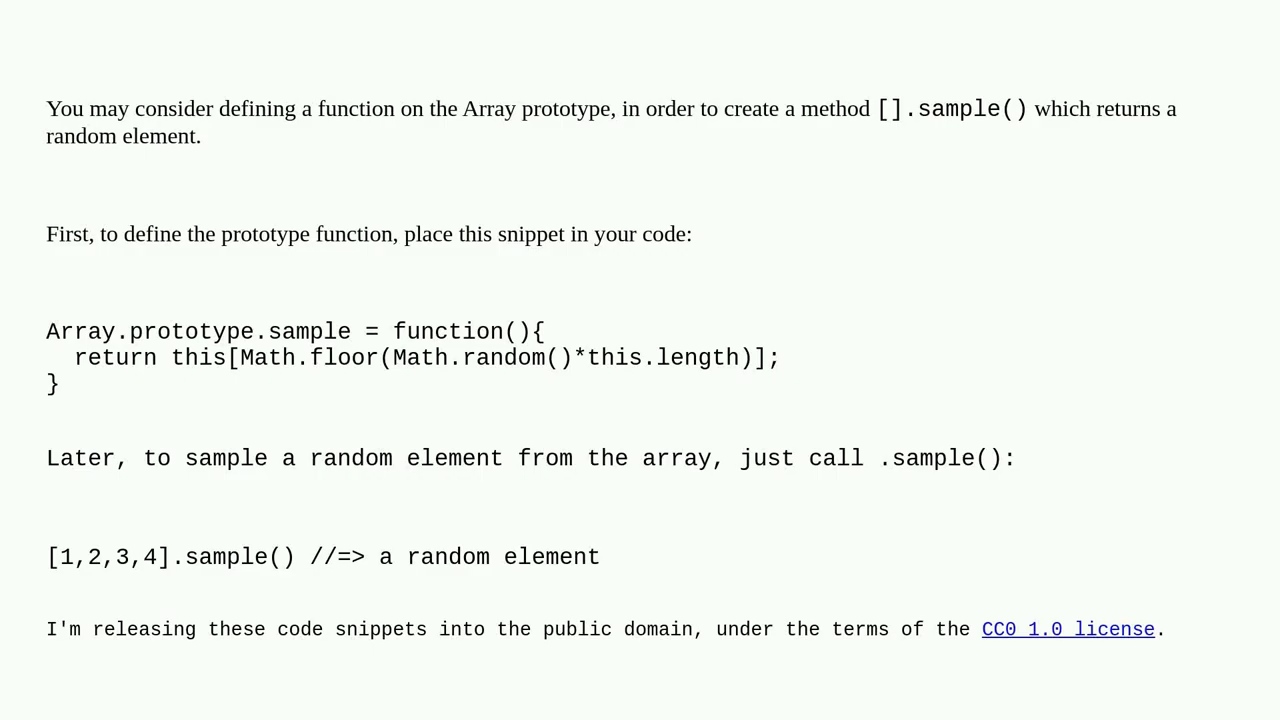 You may consider defining a function on the Array prototype, in order to create a method [].sample() which returns a
random element.
First, to define the prototype function, place this snippet in your code:
Array.prototype.sample = function(){
  return this[Math.floor(Math.random()*this.length)];
}
Later, to sample a random element from the array, just call .sample():
[1,2,3,4].sample() //=> a random element
I'm releasing these code snippets into the public domain, under the terms of the CC0 1.0 license.